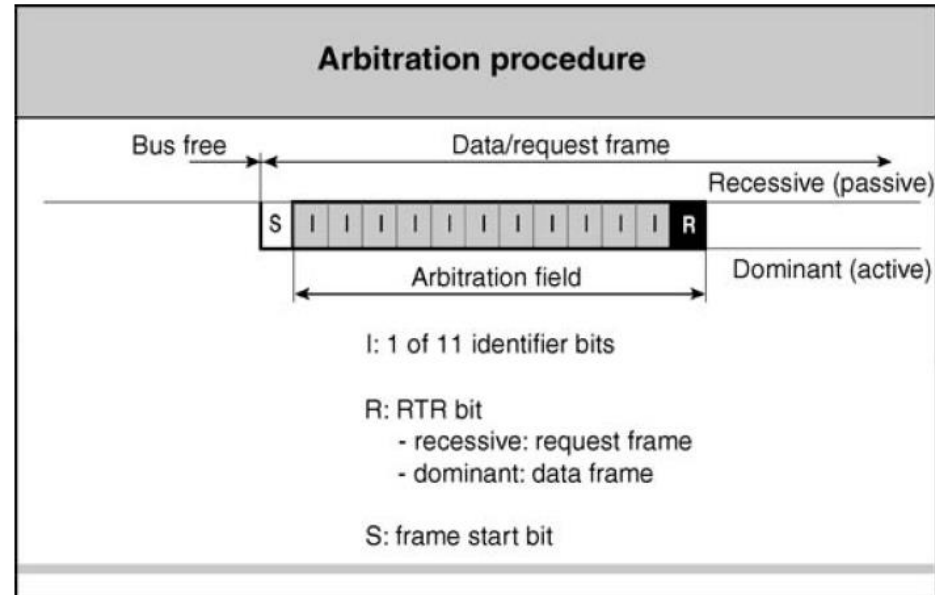 Arbitration procedure
Bus free
Data/request frame
Recessive (passive)
S I I I I I I I I I I I R
Dominant (active)
Arbitration field
I: 1 of 11 identifier bits
R: RTR bit
- recessive: request frame
- dominant: data frame
S: frame start bit